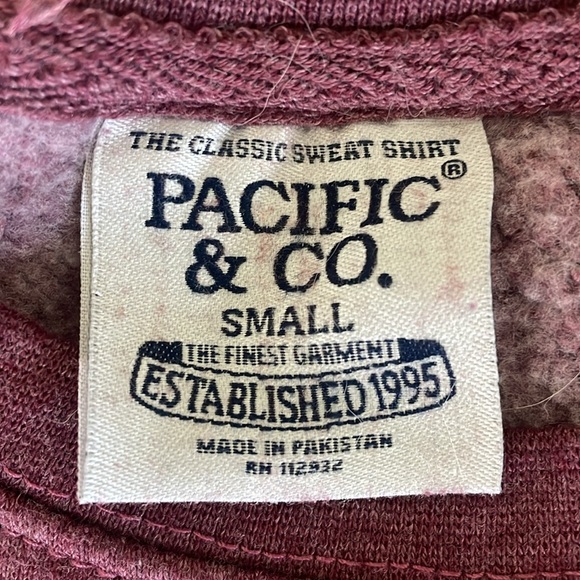 THE CLASSIC SWEAT SHIRT
PACIFIC®
& CO.
SMALL
THE FINEST GARMENT
ESTABLISHED 1995
MADE IN PAKISTAN
RN 112932